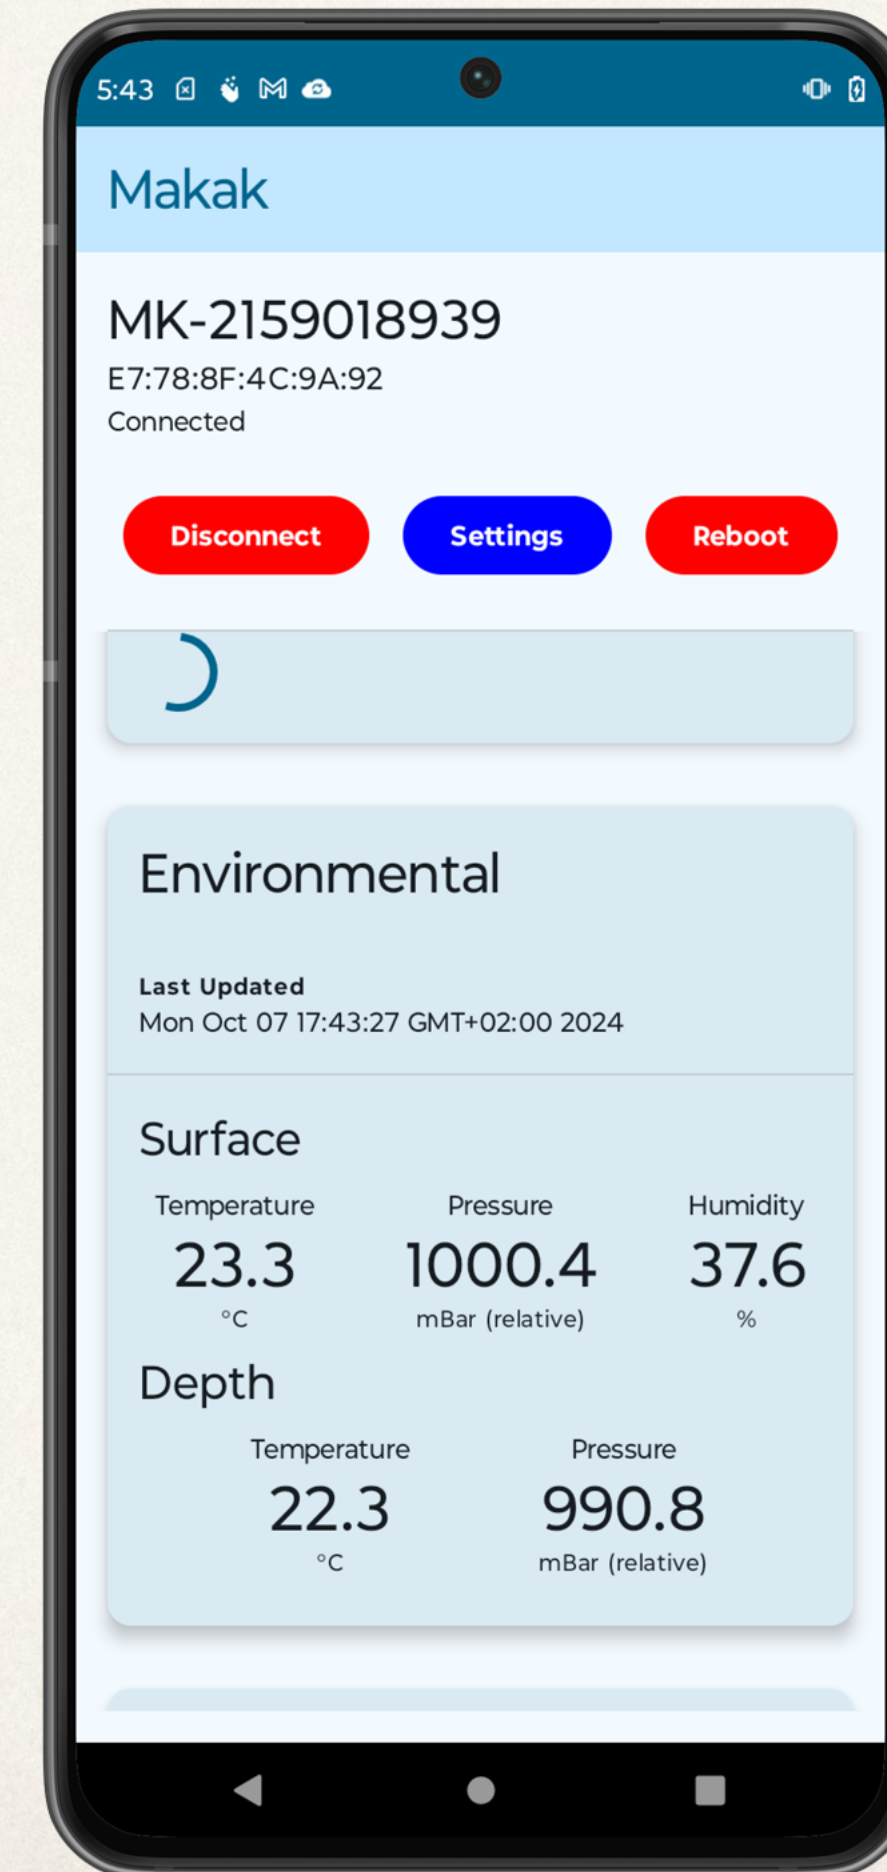 5:43
Makak
MK-2159018939
E7:78:8F:4C:9A:92
Connected
Disconnect Settings Reboot
Environmental
Last Updated
Mon Oct 07 17:43:27 GMT+02:00 2024
Surface
Temperature Pressure Humidity
23.3 1000.4 37.6
°C mBar (relative) %
Depth
Temperature Pressure
22.3 990.8
°C mBar (relative)